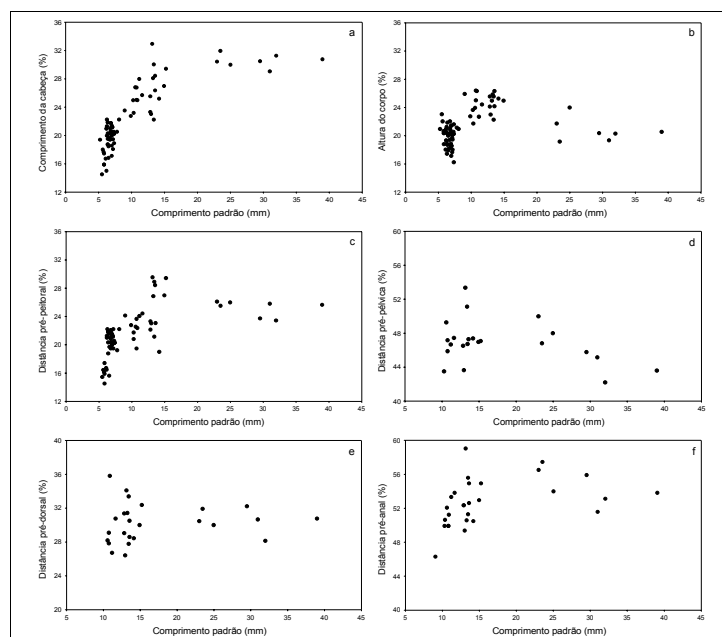 a
36
32
28
24
20
16
12
Comprimento da cabeça (%)
0 5 10 15 20 25 30 35 40 45
Comprimento padrão (mm)
b
36
32
28
24
20
16
12
Altura do corpo (%)
0 5 10 15 20 25 30 35 40 45
Comprimento padrão (mm)
c
36
32
28
24
20
16
12
Distância pré-peitoral (%)
0 5 10 15 20 25 30 35 40 45
Comprimento padrão (mm)
d
60
56
52
48
44
40
Distância pré-pélvica (%)
5 10 15 20 25 30 35 40 45
Comprimento padrão (mm)
e
40
36
32
28
24
20
Distância pré-dorsal (%)
5 10 15 20 25 30 35 40 45
Comprimento padrão (mm)
f
60
56
52
48
44
40
Distância pré-anal (%)
5 10 15 20 25 30 35 40 45
Comprimento padrão (mm)